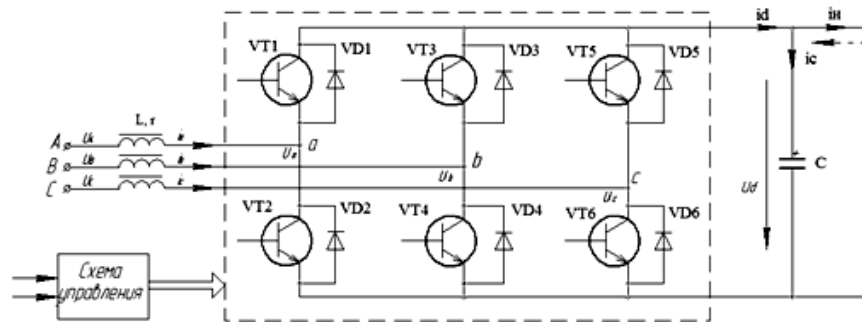 id
iн
VT1
VD1
VT3
VD3
VT5
VD5
ic
L, r
A
B
C
a
b
c
Ud
C
VT2
VD2
VT4
VD4
VT6
VD6
Схема
управления